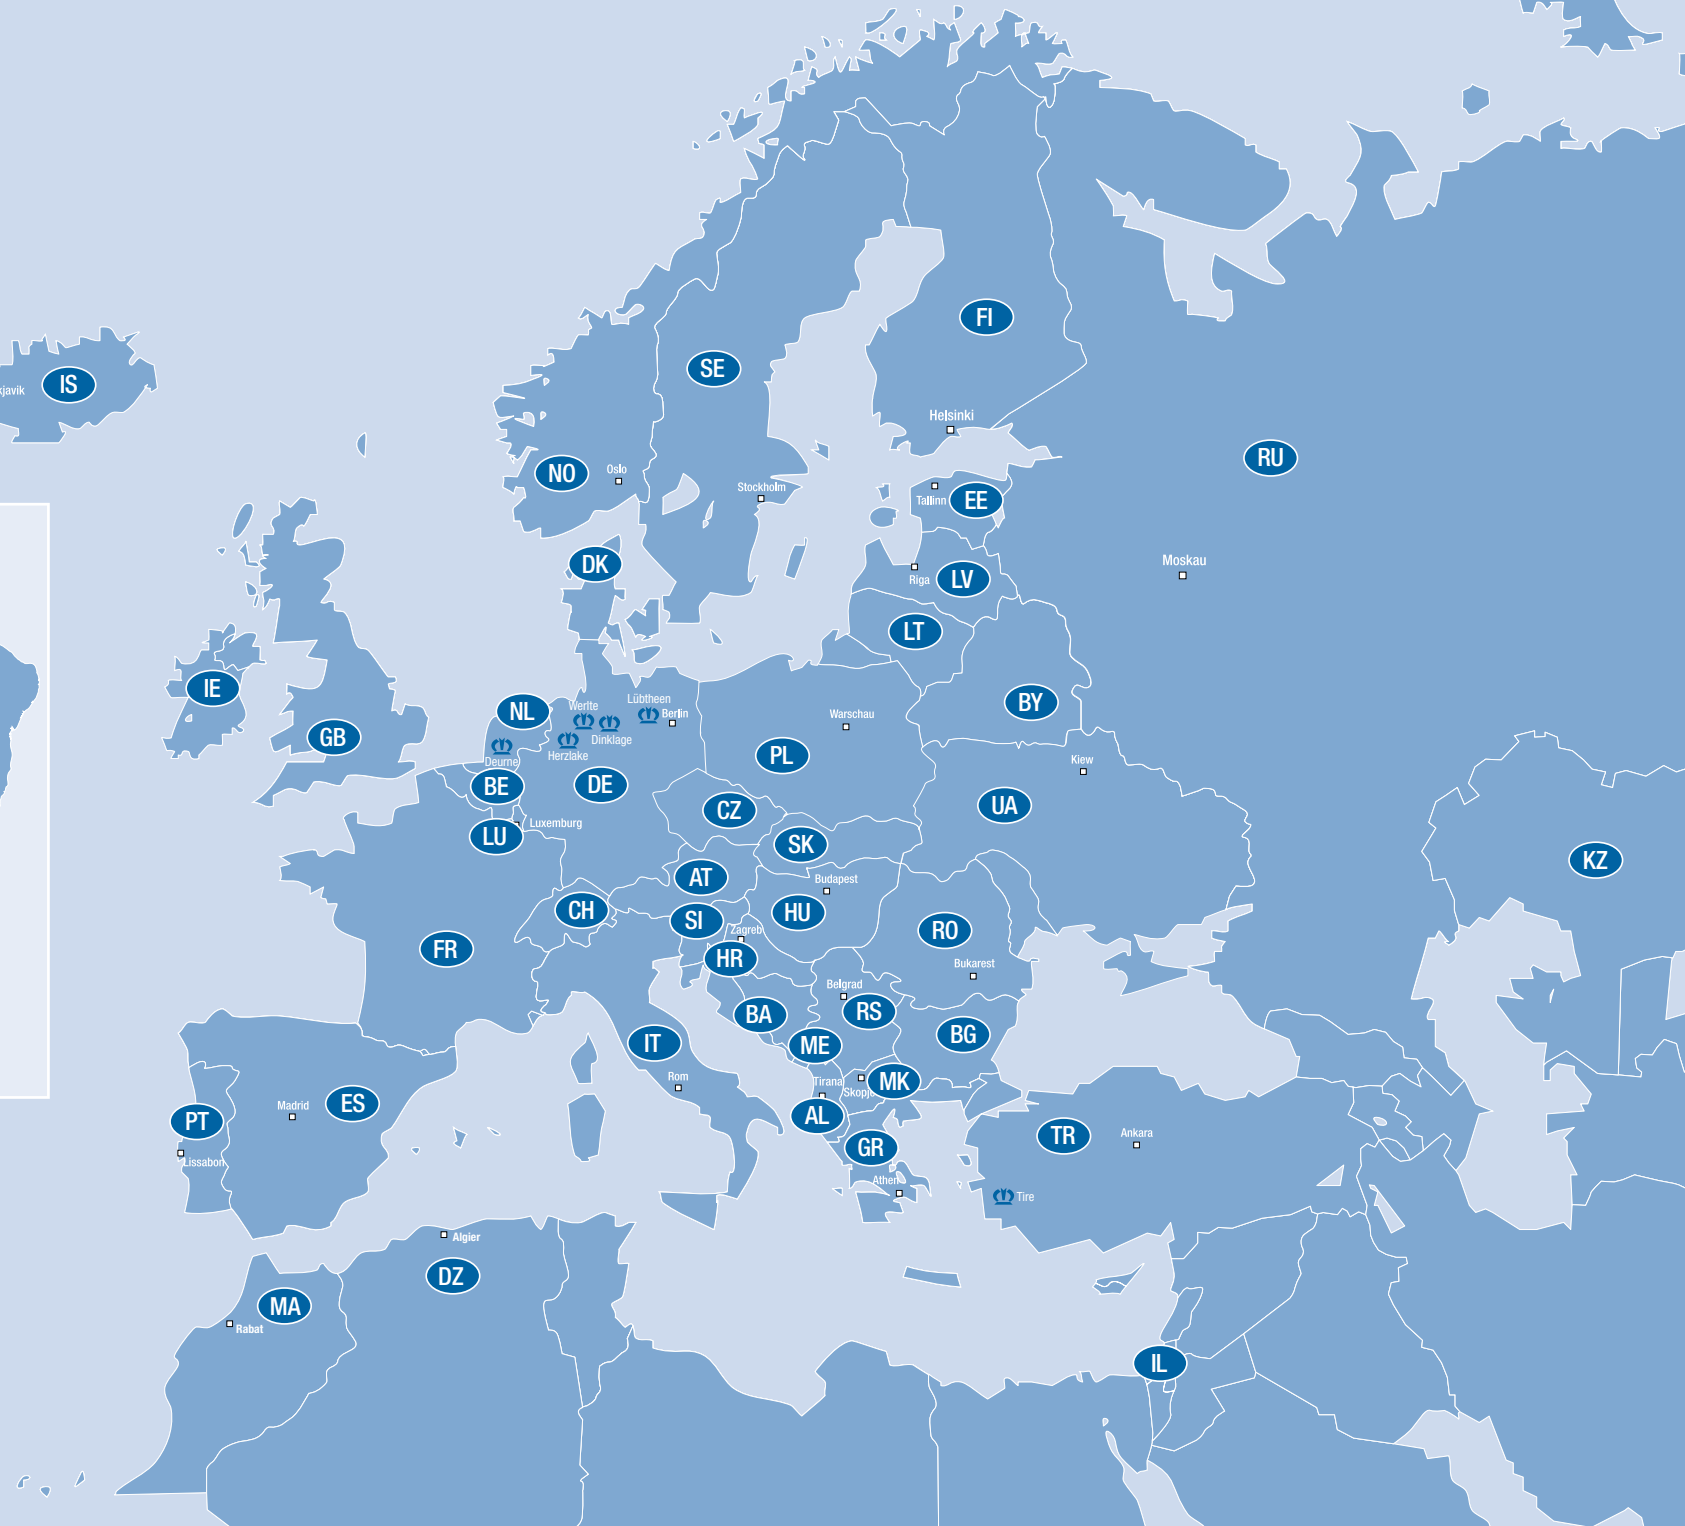 FI
SE
IS
kjavik
Helsinki
RU
NO
Oslo
Stockholm
Tallinn
EE
DK
Moskau
Riga
LV
LT
IE
BY
NL
Werlte
Lübtheen
Berlin
Warschau
GB
Dinklage
Herzlake
Deurne
PL
Kiew
BE
DE
CZ
UA
LU
Luxemburg
SK
KZ
AT
Budapest
CH
HU
SI
Zagreb
RO
FR
HR
Bukarest
Belgrad
BA
RS
BG
IT
ME
Rom
Tirana
MK
Skopje
ES
Madrid
PT
AL
TR
Ankara
GR
Lissabon
Athen
Tire
Algier
DZ
MA
Rabat
IL